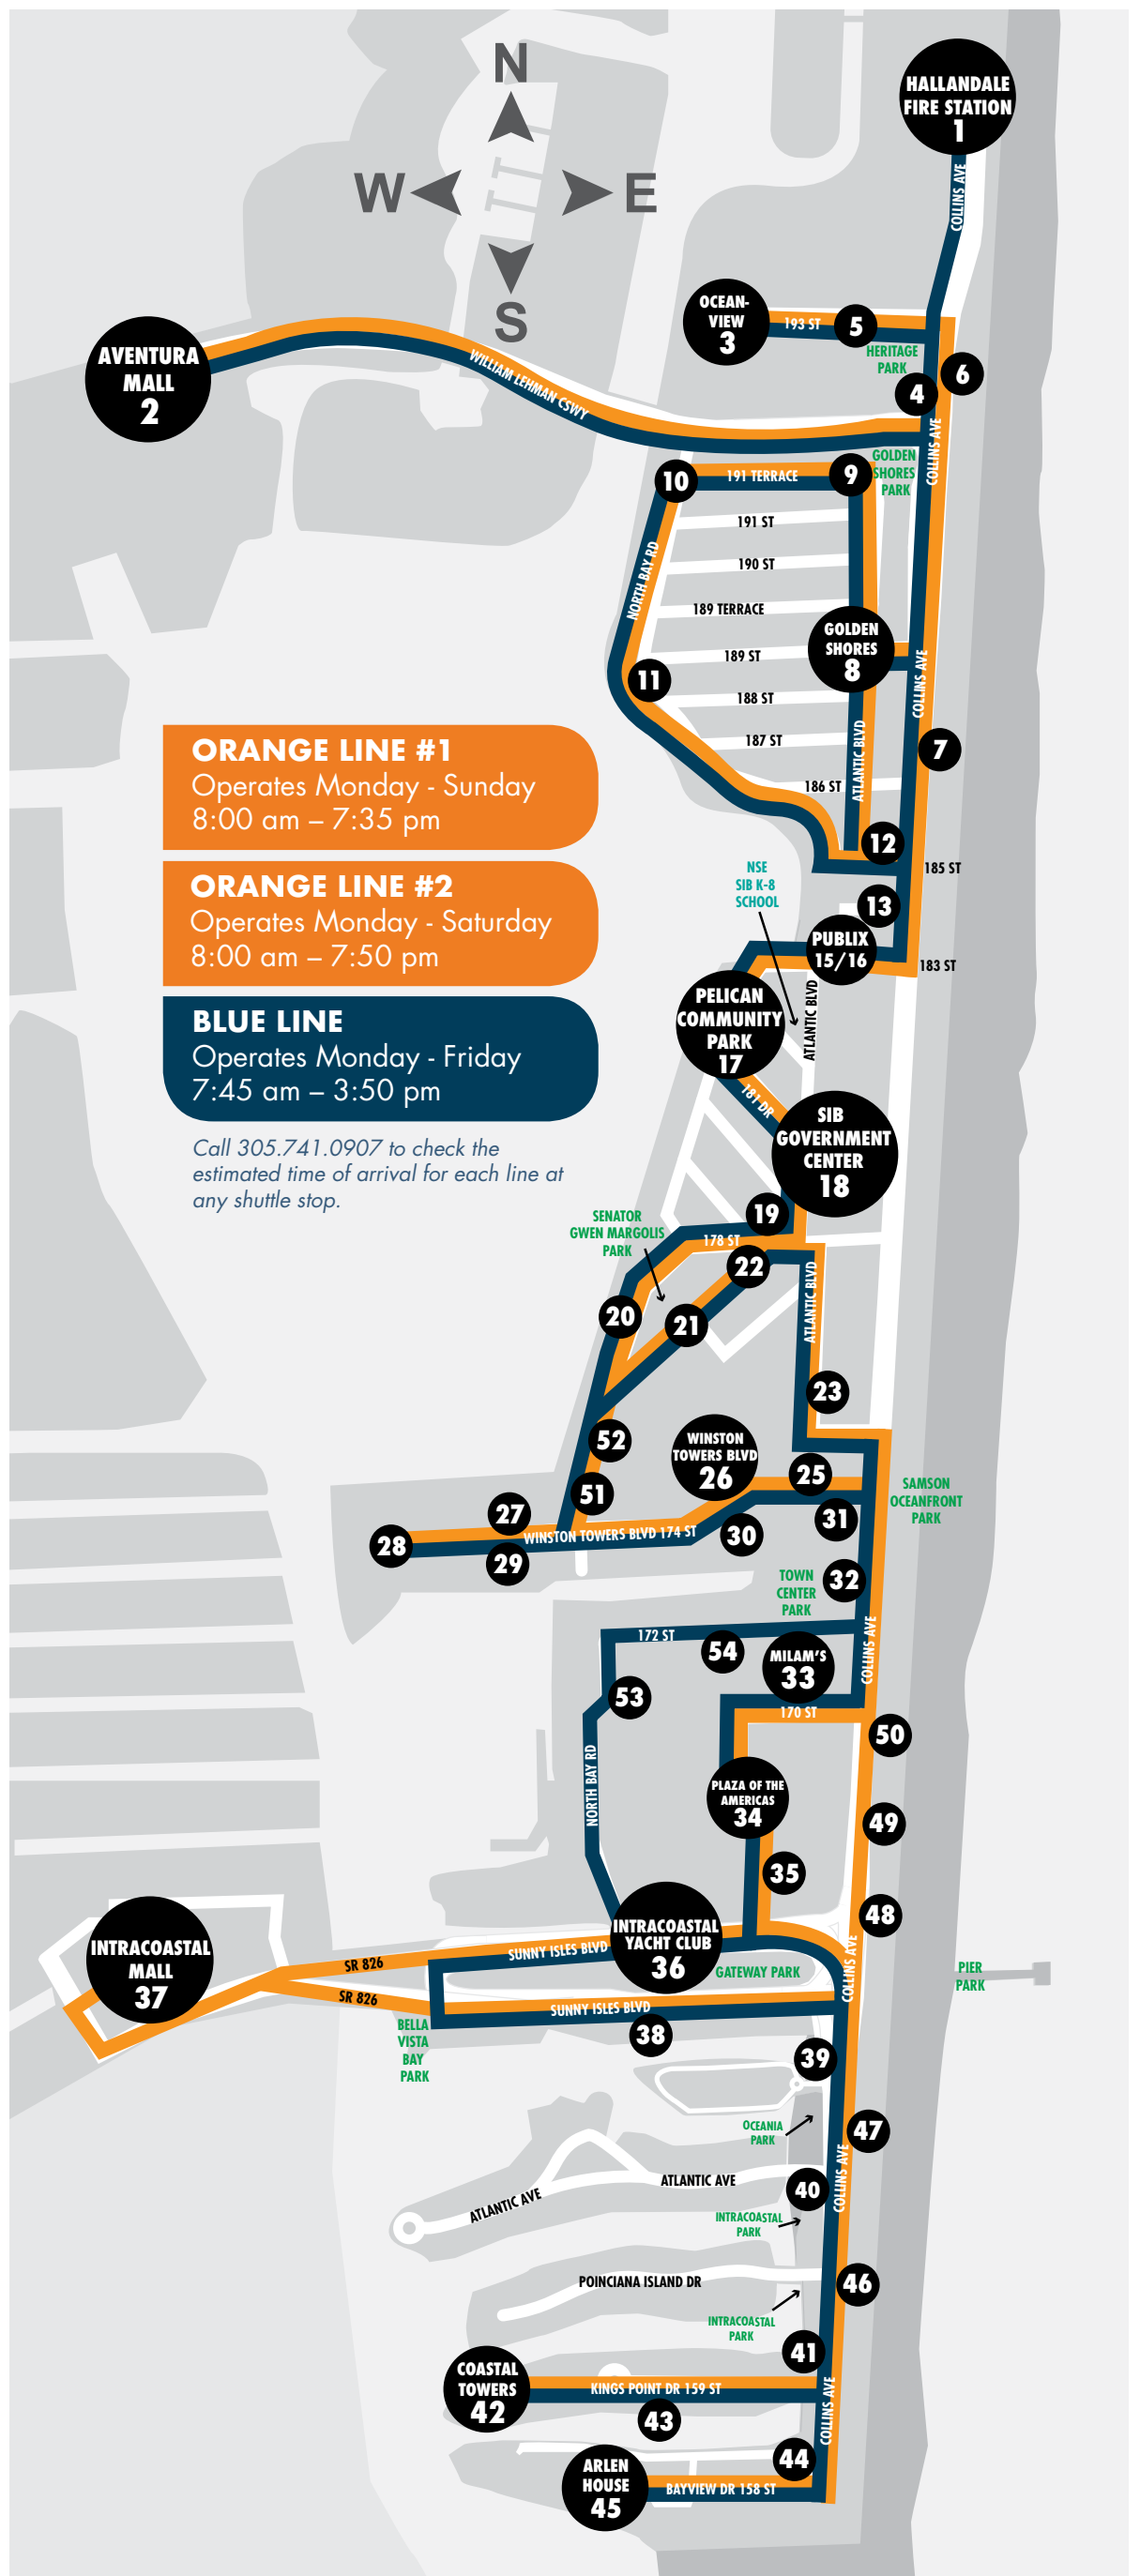 N
W
E
S
HALLANDALE
FIRE STATION
1
COLLINS AVE
OCEAN-
VIEW
3
193 ST
5
HERITAGE
PARK
6
4
AVENTURA
MALL
2
WILLIAM LEHMAN CSWY
COLLINS AVE
GOLDEN
SHORES
PARK
10
191 TERRACE
9
191 ST
190 ST
NORTH BAY RD
189 TERRACE
GOLDEN
SHORES
8
189 ST
11
188 ST
COLLINS AVE
187 ST
7
ATLANTIC BLVD
186 ST
12
185 ST
ORANGE LINE #1
Operates Monday - Sunday
8:00 am – 7:35 pm
ORANGE LINE #2
Operates Monday - Saturday
8:00 am – 7:50 pm
BLUE LINE
Operates Monday - Friday
7:45 am – 3:50 pm
Call 305.741.0907 to check the
estimated time of arrival for each line at
any shuttle stop.
NSE
SIB K-8
SCHOOL
13
PUBLIX
15/16
183 ST
PELICAN
COMMUNITY
PARK
17
ATLANTIC BLVD
181 DR
SIB
GOVERNMENT
CENTER
18
SENATOR
GWEN MARGOLIS
PARK
19
178 ST
22
20
21
ATLANTIC BLVD
23
52
WINSTON
TOWERS BLVD
26
25
SAMSON
OCEANFRONT
PARK
51
27
31
28
WINSTON TOWERS BLVD 174 ST
30
29
TOWN
CENTER
PARK
32
172 ST
54
MILAM'S
33
COLLINS AVE
53
170 ST
50
NORTH BAY RD
PLAZA OF THE
AMERICAS
34
49
35
48
INTRACOASTAL
MALL
37
SR 826
SUNNY ISLES BLVD
INTRACOASTAL
YACHT CLUB
36
GATEWAY PARK
COLLINS AVE
PIER
PARK
SR 826
SUNNY ISLES BLVD
BELLA
VISTA
BAY
PARK
38
39
OCEANIA
PARK
47
ATLANTIC AVE
ATLANTIC AVE
40
COLLINS AVE
INTRACOASTAL
PARK
POINCIANA ISLAND DR
46
INTRACOASTAL
PARK
41
COASTAL
TOWERS
42
KINGS POINT DR 159 ST
43
COLLINS AVE
44
ARLEN
HOUSE
45
BAYVIEW DR 158 ST